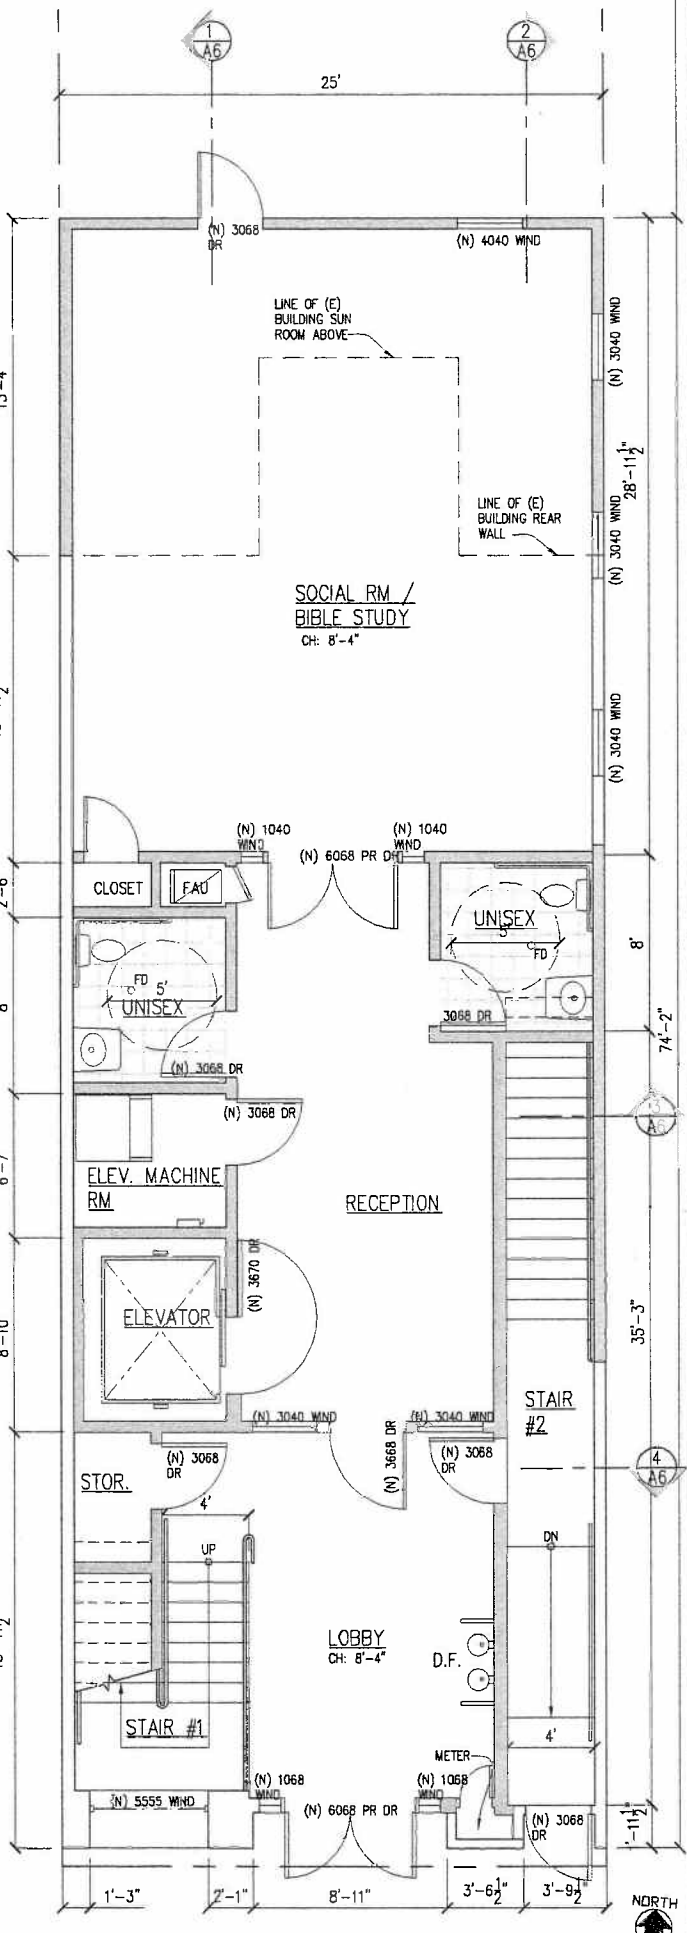 1
A6
2
A6
25'
(N) 3068
DR
(N) 4040 WIND
LINE OF (E)
BUILDING SUN
ROOM ABOVE
(N) 3040 WIND
28'-11½"
LINE OF (E)
BUILDING REAR
WALL
(N) 3040 WIND
SOCIAL RM /
BIBLE STUDY
CH: 8'-4"
(N) 3040 WIND
(N) 1040
WIND
(N) 1040
WIND
(N) 6068 PR DR
2'-6
CLOSET
FAU
UNISEX
5'
FD
8'
FD
5'
UNISEX
8
3068 DR
74'-2"
(N) 3068 DR
(N) 3068 DR
3
A6
ELEV. MACHINE
RM
RECEPTION
(N) 3670 DR
ELEVATOR
8'-10
35'-3"
STAIR
#2
(N) 3040 WIND
(N) 3040 WIND
(N) 3668 DR
(N) 3068
DR
(N) 3068
DR
4
A6
STOR.
4'
UP
DN
LOBBY
CH: 8'-4"
D.F.
STAIR #1
METER
4'
(N) 5555 WIND
(N) 1068
WIND
(N) 1068
WIND
(N) 6068 PR DR
(N) 3068
DR
'-11½"
1'-3"
2'-1"
8'-11"
3'-6½"
3'-9½"
NORTH